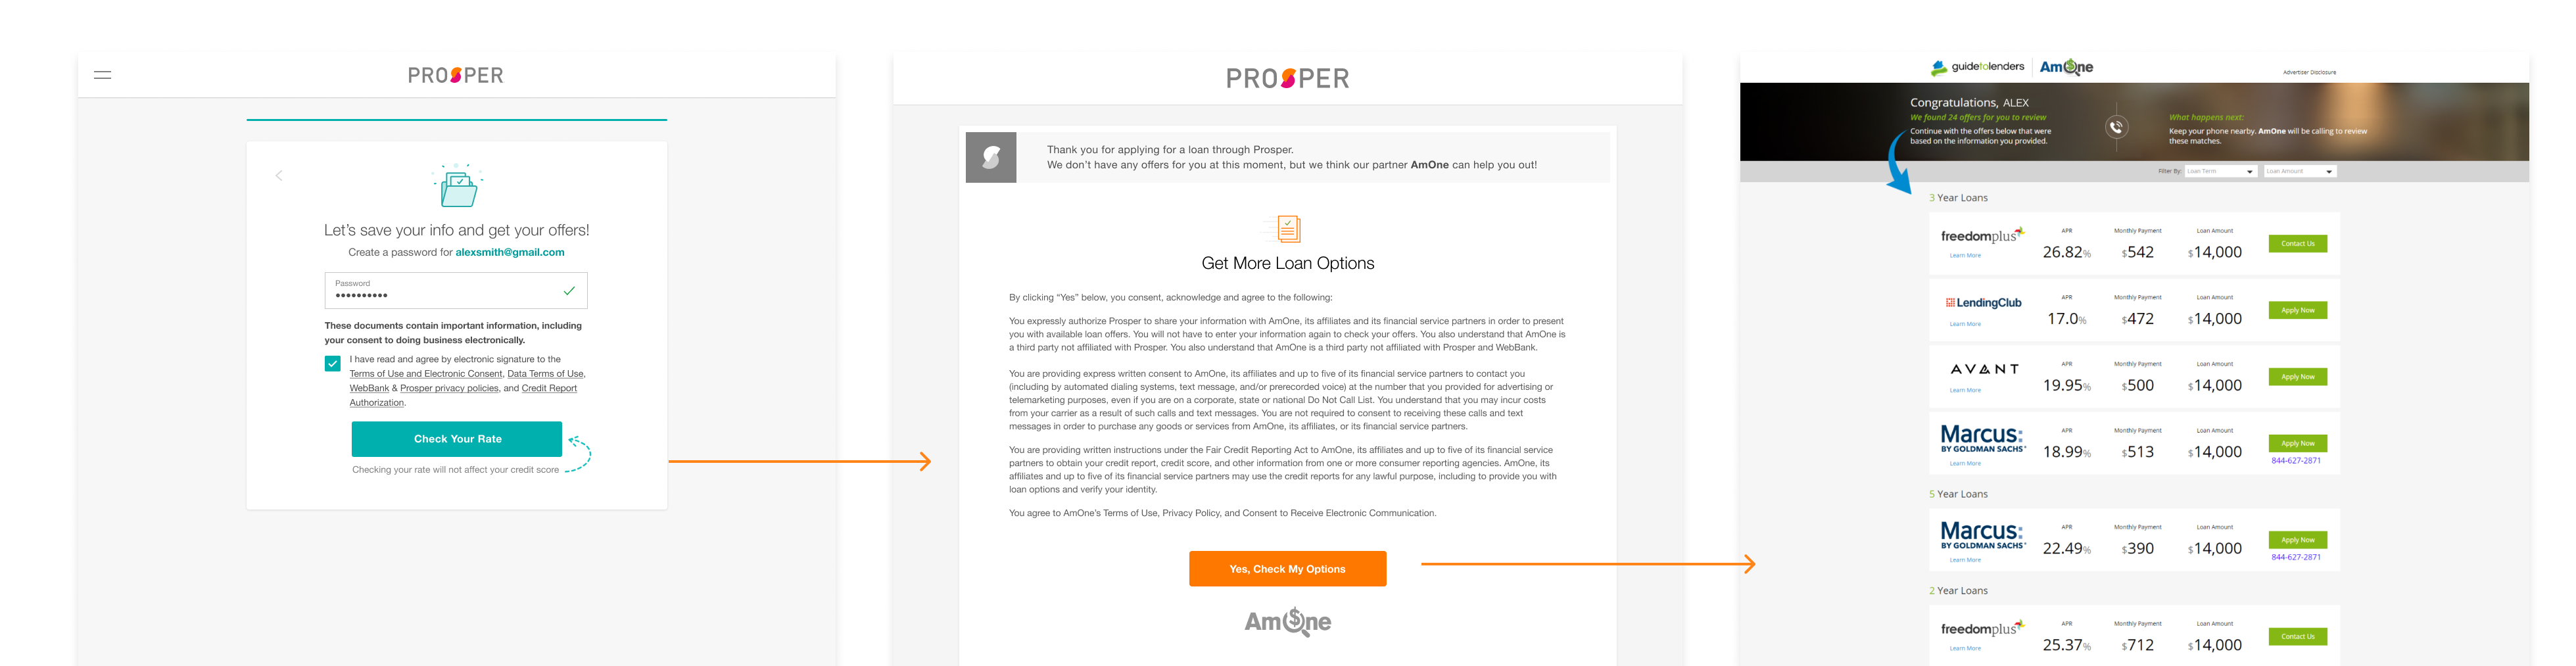 PROSPER
Let's save your info and get your offers!
Create a password for alexsmith@gmail.com
Password
••••••••••
These documents contain important information, including
your consent to doing business electronically.
I have read and agree by electronic signature to the
Terms of Use and Electronic Consent, Data Terms of Use,
WebBank & Prosper privacy policies, and Credit Report
Authorization.
Check Your Rate
Checking your rate will not affect your credit score
PROSPER
Thank you for applying for a loan through Prosper.
We don't have any offers for you at this moment, but we think our partner AmOne can help you out!
Get More Loan Options
By clicking “Yes” below, you consent, acknowledge and agree to the following:
You expressly authorize Prosper to share your information with AmOne, its affiliates and its financial service partners in order to present
you with available loan offers. You will not have to enter your information again to check your offers. You also understand that AmOne is
a third party not affiliated with Prosper. You also understand that AmOne is a third party not affiliated with Prosper and WebBank.
You are providing express written consent to AmOne, its affiliates and up to five of its financial service partners to contact you
(including by automated dialing systems, text message, and/or prerecorded voice) at the number that you provided for advertising or
telemarketing purposes, even if you are on a corporate, state or national Do Not Call List. You understand that you may incur costs
from your carrier as a result of such calls and text messages. You are not required to consent to receiving these calls and text
messages in order to purchase any goods or services from AmOne, its affiliates, or its financial service partners.
You are providing written instructions under the Fair Credit Reporting Act to AmOne, its affiliates and up to five of its financial service
partners to obtain your credit report, credit score, and other information from one or more consumer reporting agencies. AmOne, its
affiliates and up to five of its financial service partners may use the credit reports for any lawful purpose, including to provide you with
loan options and verify your identity.
You agree to AmOne's Terms of Use, Privacy Policy, and Consent to Receive Electronic Communication.
Yes, Check My Options
AmOne
guidetolenders AmOne
Advertiser Disclosure
Congratulations, ALEX
We found 24 offers for you to review
Continue with the offers below that were
based on the information you provided.
What happens next:
Keep your phone nearby. AmOne will be calling to review
these matches.
Filter By: Loan Term Loan Amount
3 Year Loans
freedomplus
Learn More
APR Monthly Payment Loan Amount
26.82% $542 $14,000
Contact Us
LendingClub
Learn More
APR Monthly Payment Loan Amount
17.0% $472 $14,000
Apply Now
AVANT
Learn More
APR Monthly Payment Loan Amount
19.95% $500 $14,000
Apply Now
Marcus:
BY GOLDMAN SACHS®
Learn More
APR Monthly Payment Loan Amount
18.99% $513 $14,000
Apply Now
844-627-2871
5 Year Loans
Marcus:
BY GOLDMAN SACHS®
Learn More
APR Monthly Payment Loan Amount
22.49% $390 $14,000
Apply Now
844-627-2871
2 Year Loans
freedomplus
Learn More
APR Monthly Payment Loan Amount
25.37% $712 $14,000
Contact Us